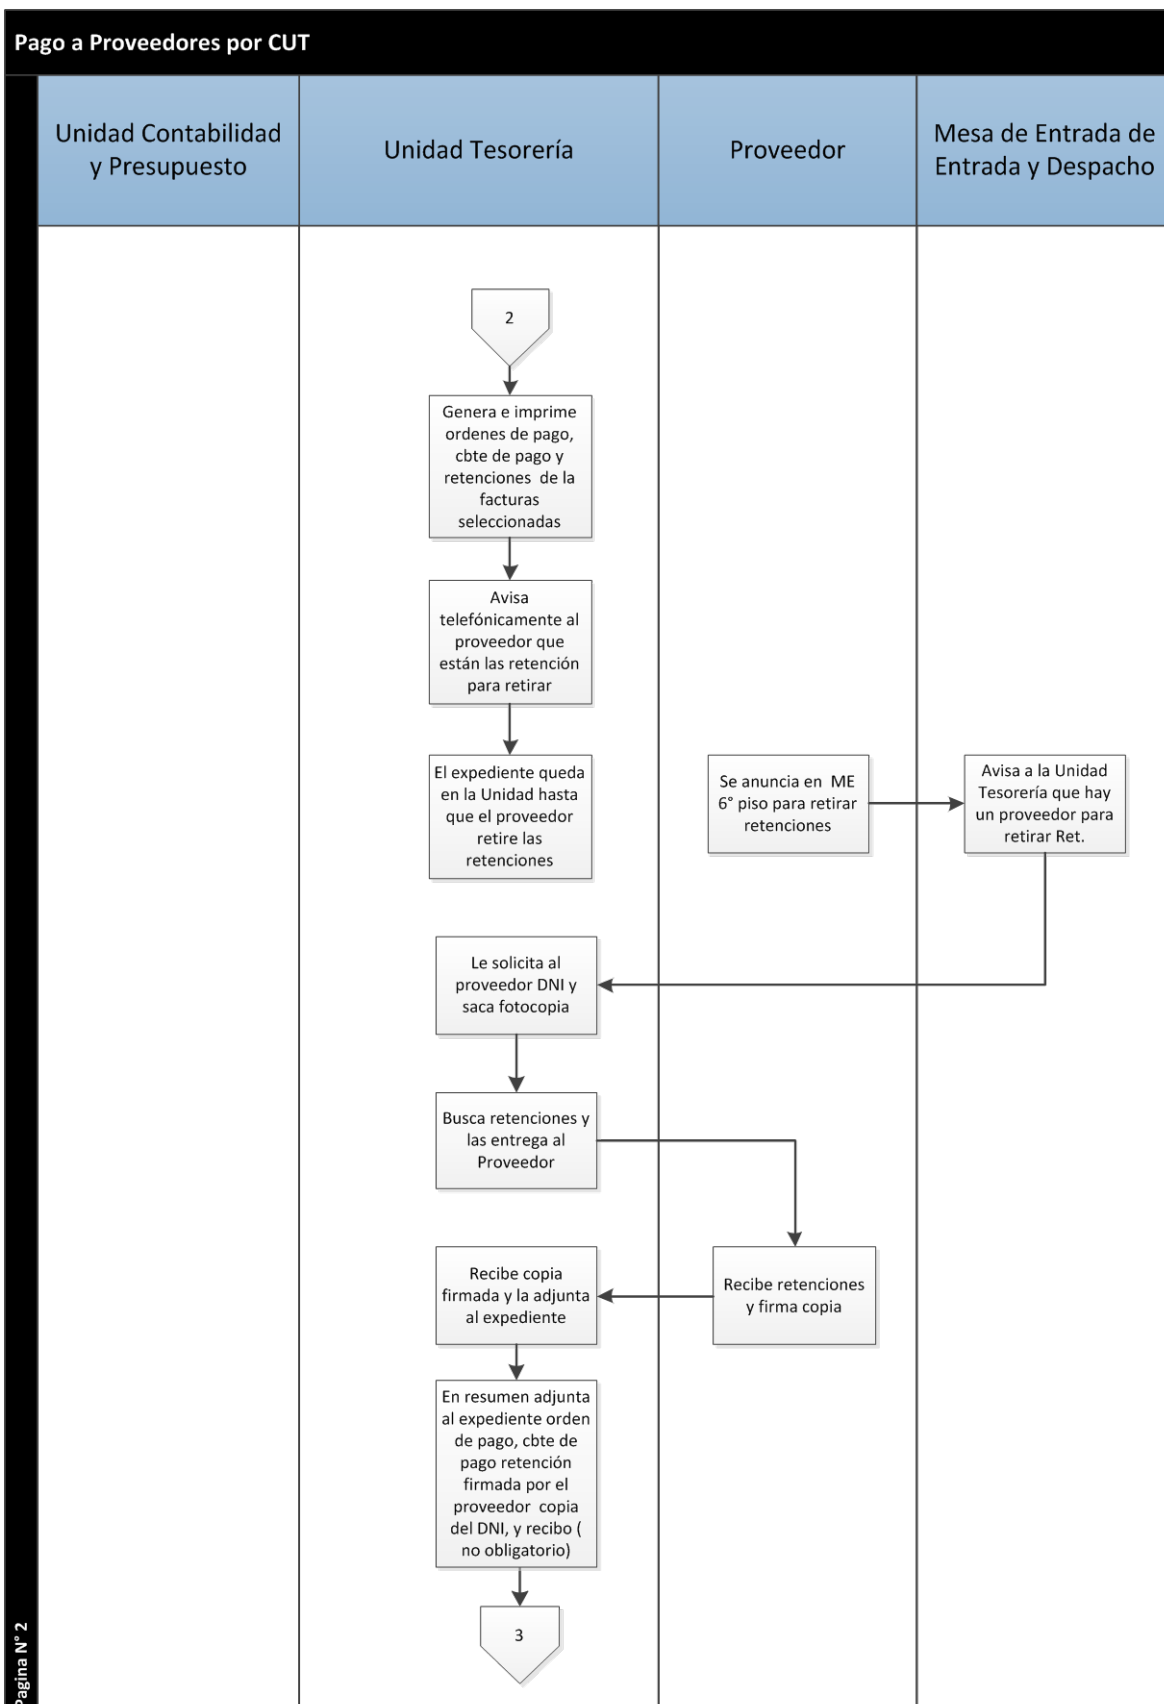 Pago a Proveedores por CUT
Unidad Contabilidad
y Presupuesto
Unidad Tesorería
Proveedor
Mesa de Entrada de
Entrada y Despacho
2
Genera e imprime
ordenes de pago,
cbte de pago y
retenciones de la
facturas
seleccionadas
Avisa
telefónicamente al
proveedor que
están las retención
para retirar
El expediente queda
en la Unidad hasta
que el proveedor
retire las
retenciones
Se anuncia en ME
6° piso para retirar
retenciones
Avisa a la Unidad
Tesorería que hay
un proveedor para
retirar Ret.
Le solicita al
proveedor DNI y
saca fotocopia
Busca retenciones y
las entrega al
Proveedor
Recibe retenciones
y firma copia
Recibe copia
firmada y la adjunta
al expediente
En resumen adjunta
al expediente orden
de pago, cbte de
pago retención
firmada por el
proveedor copia
del DNI, y recibo (
no obligatorio)
3
Pagina N° 2